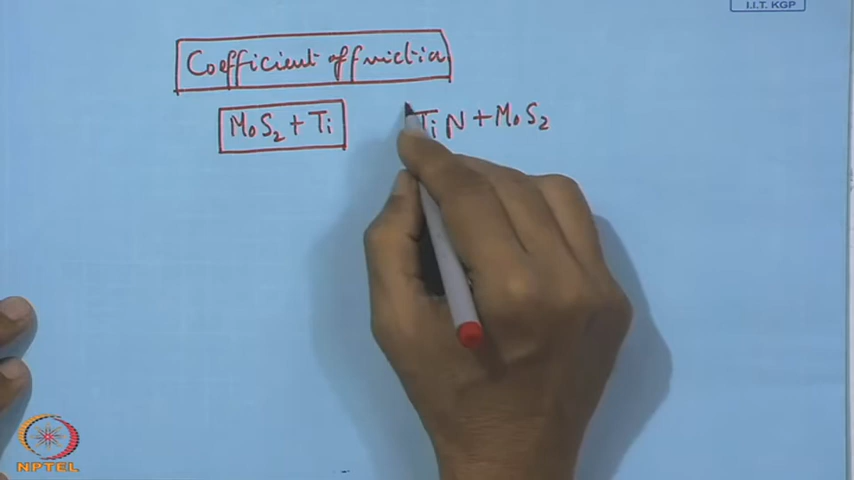 I.I.T. KGP
Coefficient of friction
MoS2 + Ti
TiN + MoS2
NPTEL